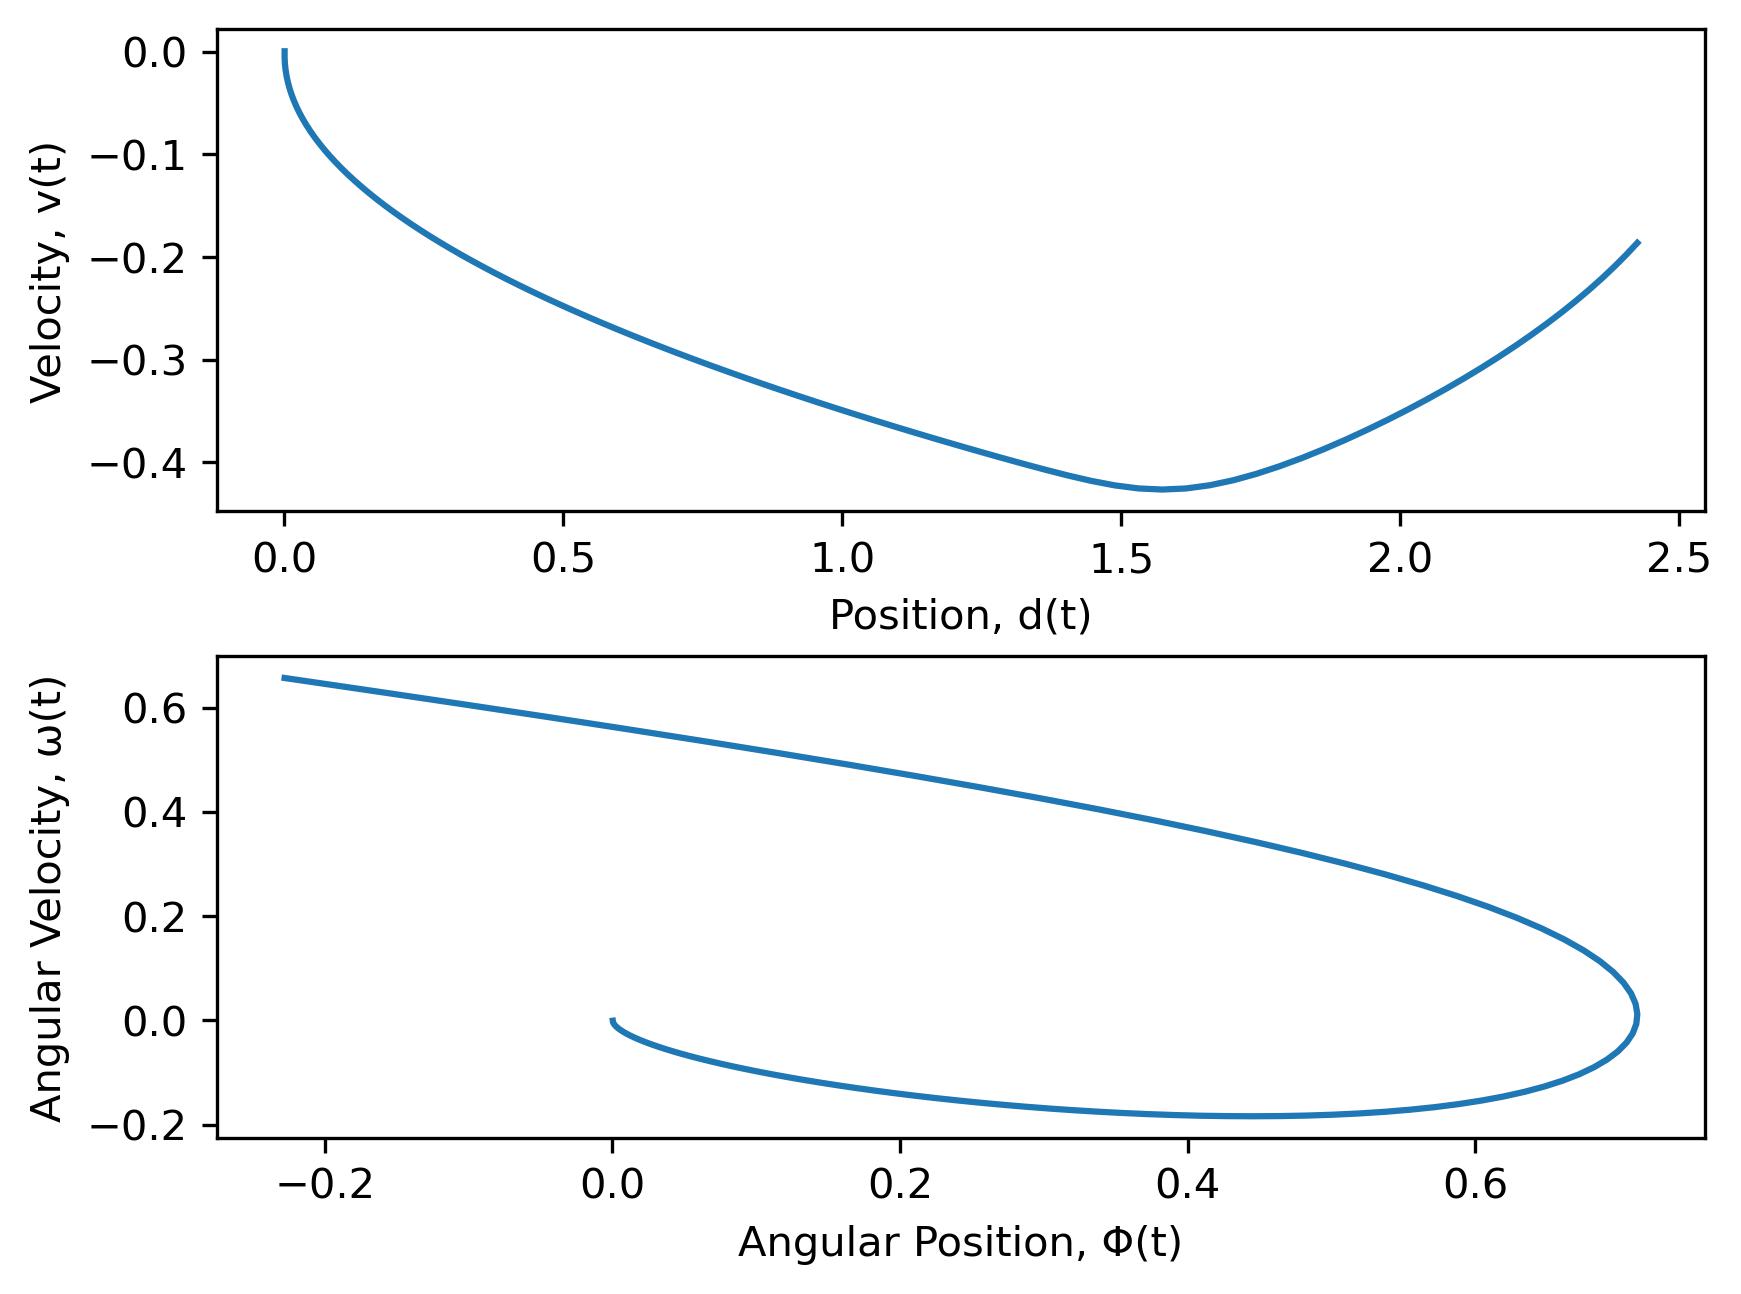 0.0
−0.1
−0.2
−0.3
−0.4
Velocity, v(t)
0.0 0.5 1.0 1.5 2.0 2.5
Position, d(t)
0.6
0.4
0.2
0.0
−0.2
Angular Velocity, ω(t)
−0.2 0.0 0.2 0.4 0.6
Angular Position, Φ(t)